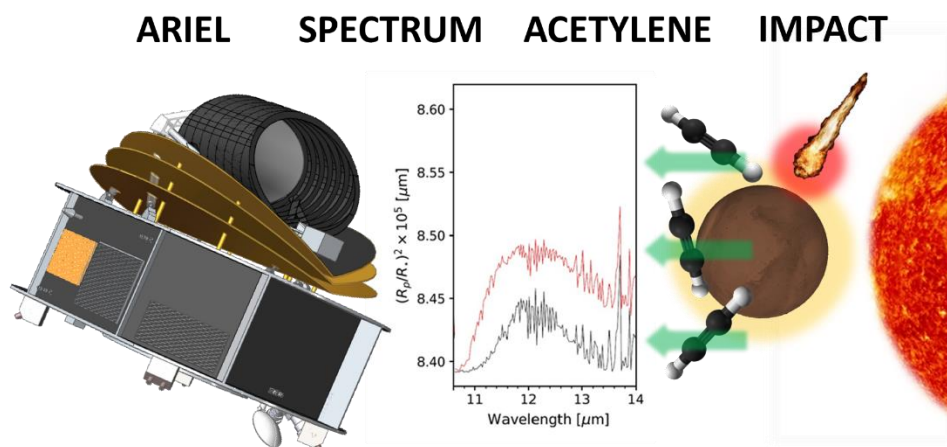 ARIEL SPECTRUM ACETYLENE IMPACT
8.60
8.55
8.50
8.45
8.40
(Rₚ/R⋆)² × 10⁵ [μm]
11 12 13 14
Wavelength [μm]